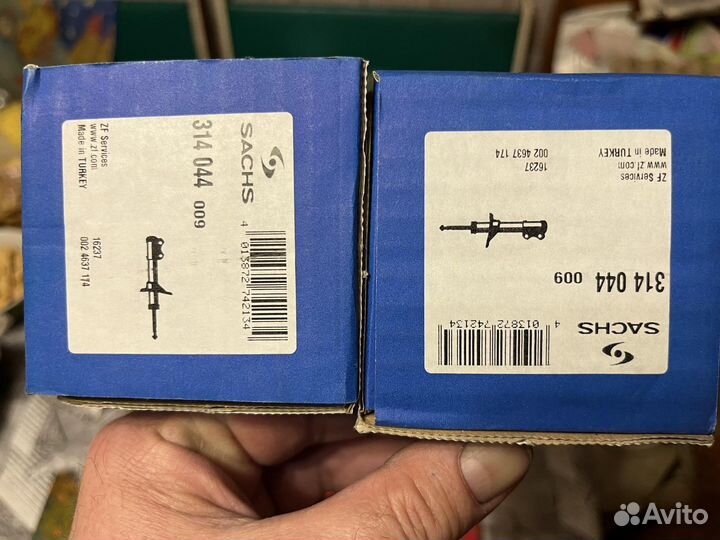 SACHS
314 044 009
4 013872 742134
ZF Services
www.zf.com
Made in TURKEY
16237
002 4637 174
SACHS
314 044 009
4 013872 742134
ZF Services
www.zf.com
Made in TURKEY
16237
002 4637 174
Avito